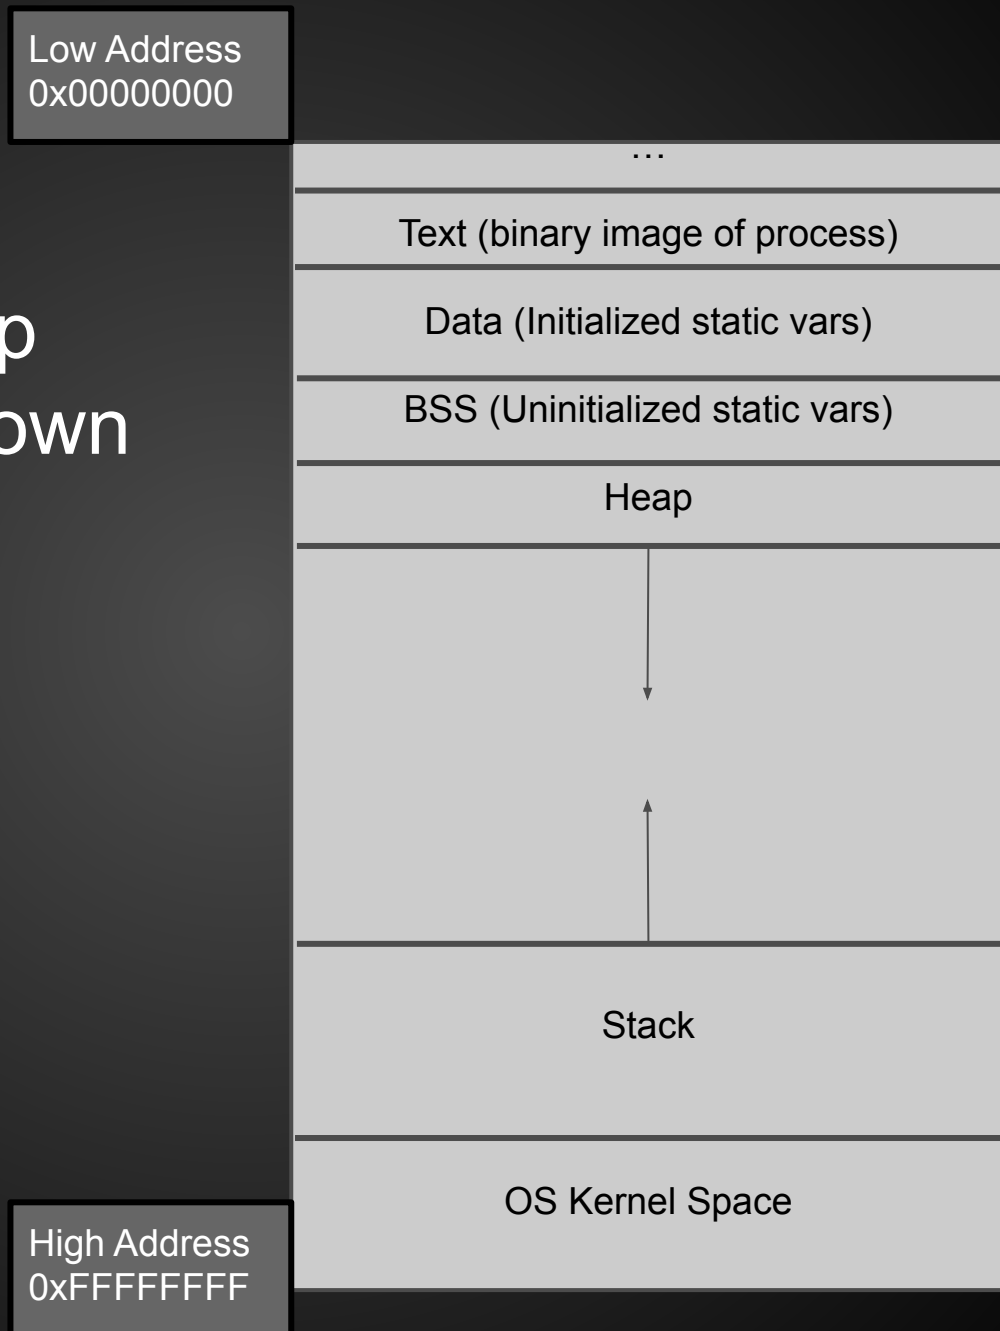 Low Address
0x00000000
...
Text (binary image of process)
Data (Initialized static vars)
BSS (Uninitialized static vars)
Heap
Stack
OS Kernel Space
High Address
0xFFFFFFFF